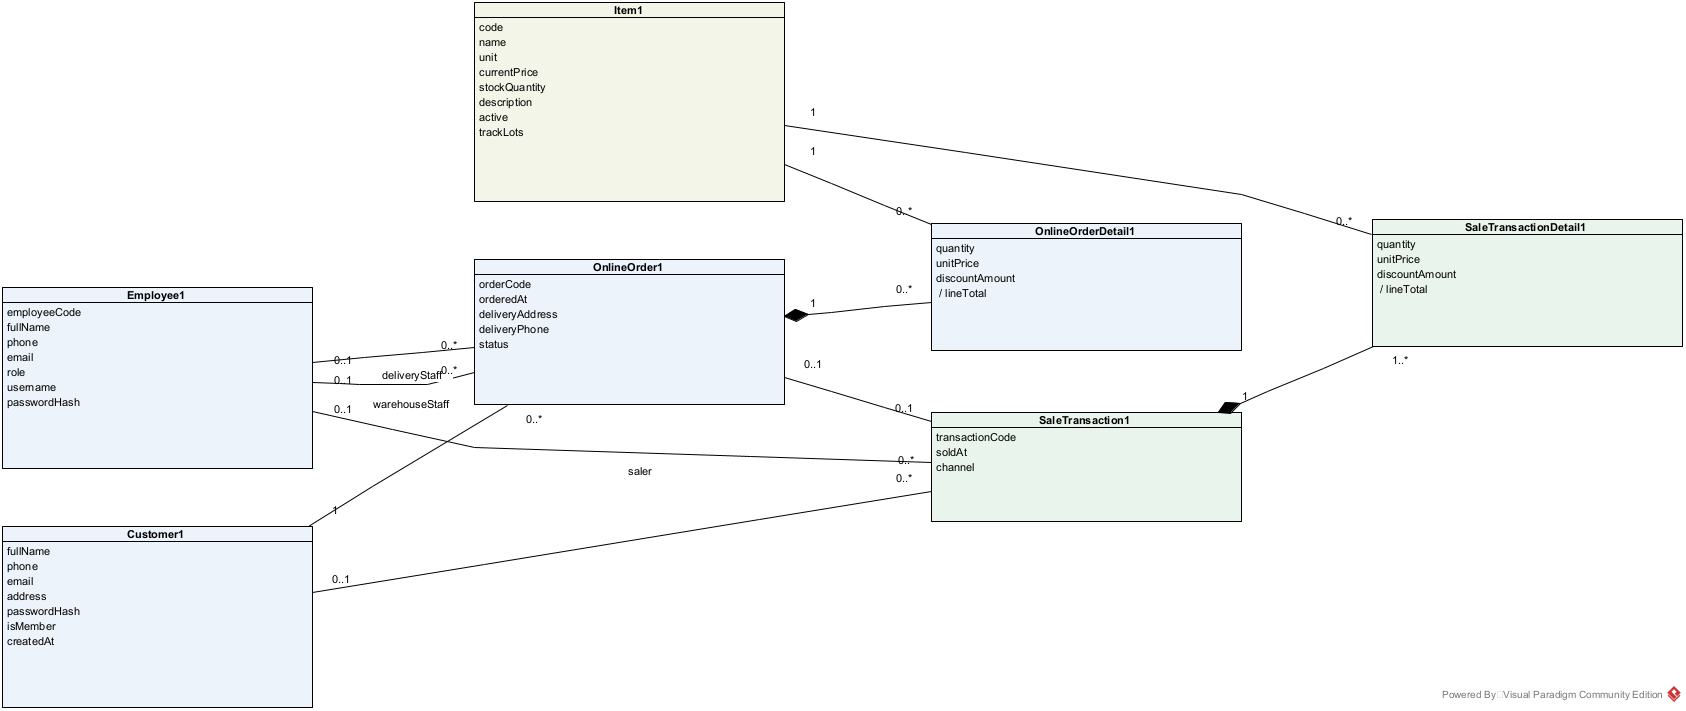 Item1
code
name
unit
currentPrice
stockQuantity
description
active
trackLots
1
1
0..*
0..*
OnlineOrderDetail1
quantity
unitPrice
discountAmount
/ lineTotal
SaleTransactionDetail1
quantity
unitPrice
discountAmount
/ lineTotal
OnlineOrder1
orderCode
orderedAt
deliveryAddress
deliveryPhone
status
1
0..*
Employee1
employeeCode
fullName
phone
email
role
username
passwordHash
0..1
0..*
deliveryStaff
0..1
0..*
warehouseStaff
0..1
0..*
0..1
0..1
1..*
1
SaleTransaction1
transactionCode
soldAt
channel
0..*
saler
0..*
1
Customer1
fullName
phone
email
address
passwordHash
isMember
createdAt
0..1
Powered By Visual Paradigm Community Edition